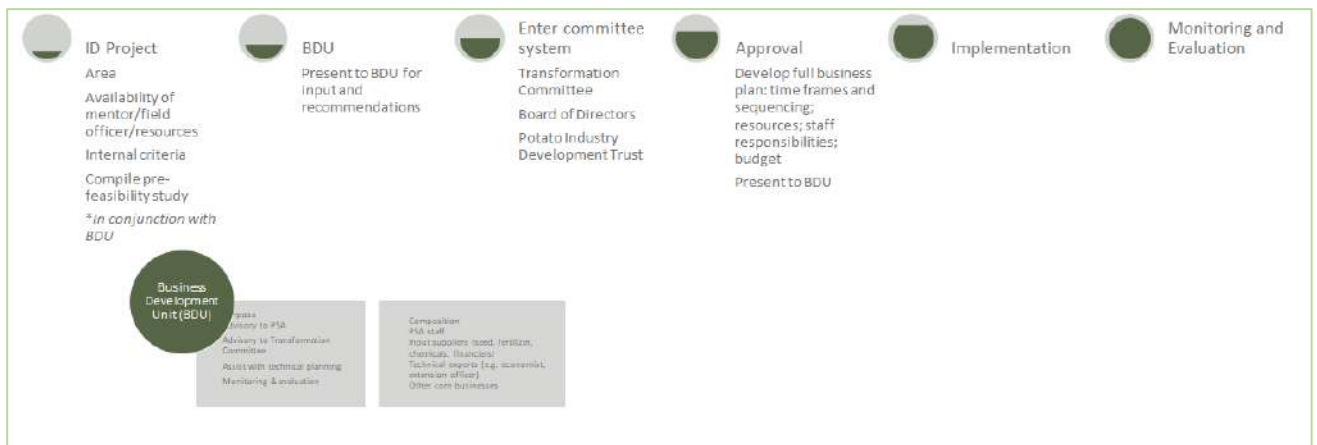 ID Project
Area
Availability of
mentor/field
officer/resources
Internal criteria
Compile pre-
feasibility study
*in conjunction with
BDU
BDU
Present to BDU for
input and
recommendations
Enter committee
system
Transformation
Committee
Board of Directors
Potato Industry
Development Trust
Approval
Develop full business
plan: time frames and
sequencing;
resources; staff
responsibilities;
budget
Present to BDU
Implementation
Monitoring and
Evaluation
Business
Development
Unit (BDU)
Advisory to PSA
Advisory to Transformation
Committee
Assist with technical planning
Monitoring & evaluation
Composition
PSA staff
Input suppliers (seed, fertilizer,
chemicals, financiers)
Technical experts (e.g. economist,
extension officer)
Other core businesses